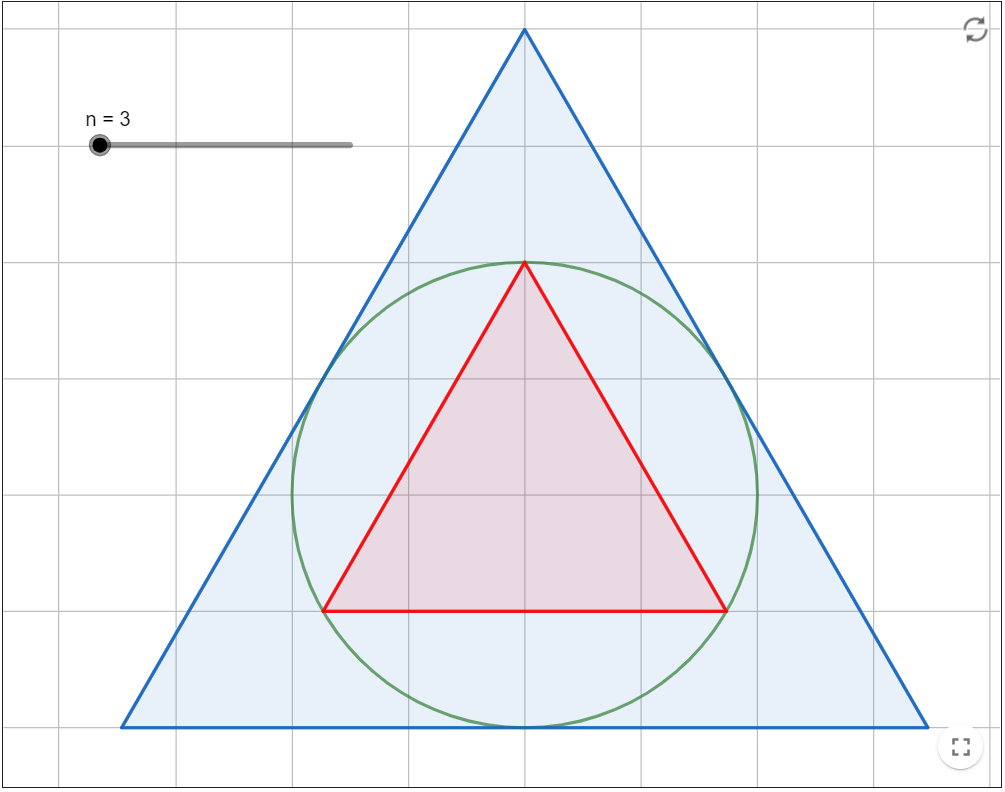 n = 3